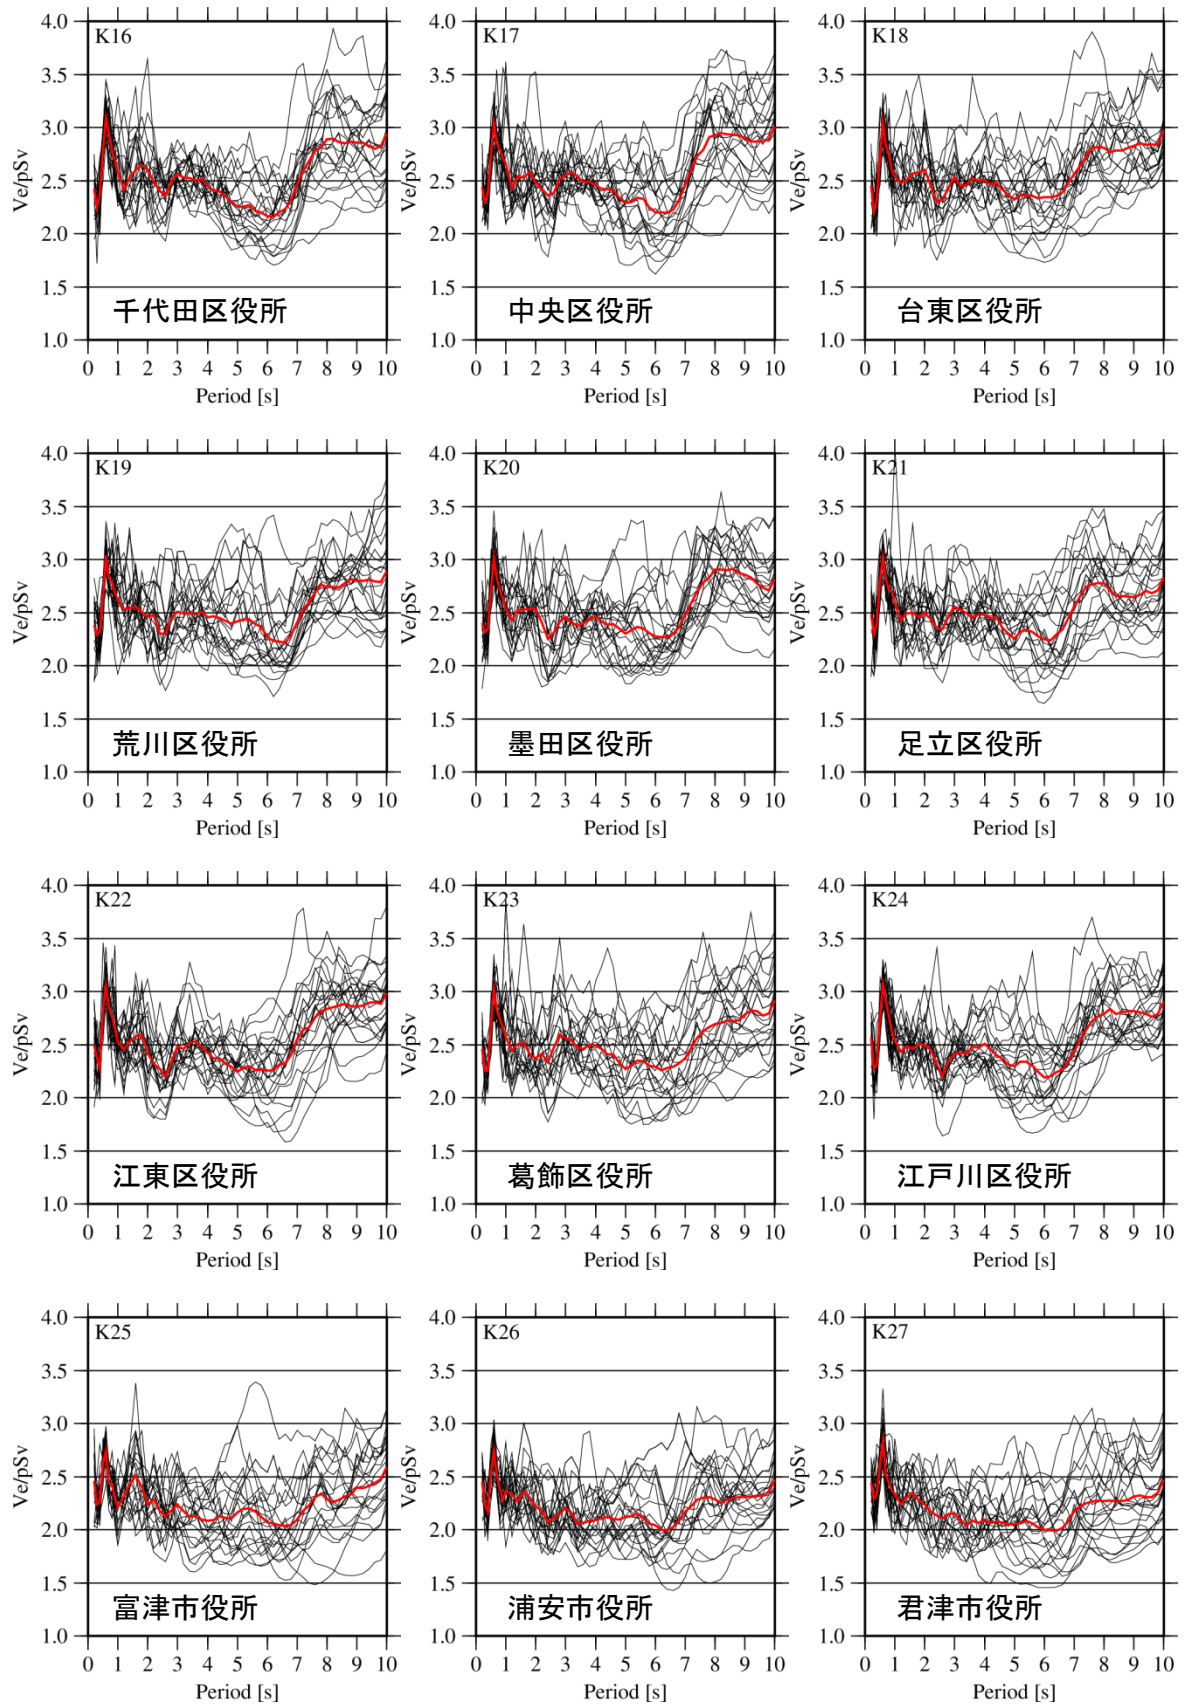 K16 K17 K18
Ve/pSv Ve/pSv Ve/pSv
4.0 4.0 4.0
3.5 3.5 3.5
3.0 3.0 3.0
2.5 2.5 2.5
2.0 2.0 2.0
1.5 1.5 1.5
千代田区役所 中央区役所 台東区役所
1.0 1.0 1.0
0 1 2 3 4 5 6 7 8 9 10 0 1 2 3 4 5 6 7 8 9 10 0 1 2 3 4 5 6 7 8 9 10
Period [s] Period [s] Period [s]
K19 K20 K21
Ve/pSv Ve/pSv Ve/pSv
4.0 4.0 4.0
3.5 3.5 3.5
3.0 3.0 3.0
2.5 2.5 2.5
2.0 2.0 2.0
1.5 1.5 1.5
荒川区役所 墨田区役所 足立区役所
1.0 1.0 1.0
0 1 2 3 4 5 6 7 8 9 10 0 1 2 3 4 5 6 7 8 9 10 0 1 2 3 4 5 6 7 8 9 10
Period [s] Period [s] Period [s]
K22 K23 K24
Ve/pSv Ve/pSv Ve/pSv
4.0 4.0 4.0
3.5 3.5 3.5
3.0 3.0 3.0
2.5 2.5 2.5
2.0 2.0 2.0
1.5 1.5 1.5
江東区役所 葛飾区役所 江戸川区役所
1.0 1.0 1.0
0 1 2 3 4 5 6 7 8 9 10 0 1 2 3 4 5 6 7 8 9 10 0 1 2 3 4 5 6 7 8 9 10
Period [s] Period [s] Period [s]
K25 K26 K27
Ve/pSv Ve/pSv Ve/pSv
4.0 4.0 4.0
3.5 3.5 3.5
3.0 3.0 3.0
2.5 2.5 2.5
2.0 2.0 2.0
1.5 1.5 1.5
富津市役所 浦安市役所 君津市役所
1.0 1.0 1.0
0 1 2 3 4 5 6 7 8 9 10 0 1 2 3 4 5 6 7 8 9 10 0 1 2 3 4 5 6 7 8 9 10
Period [s] Period [s] Period [s]